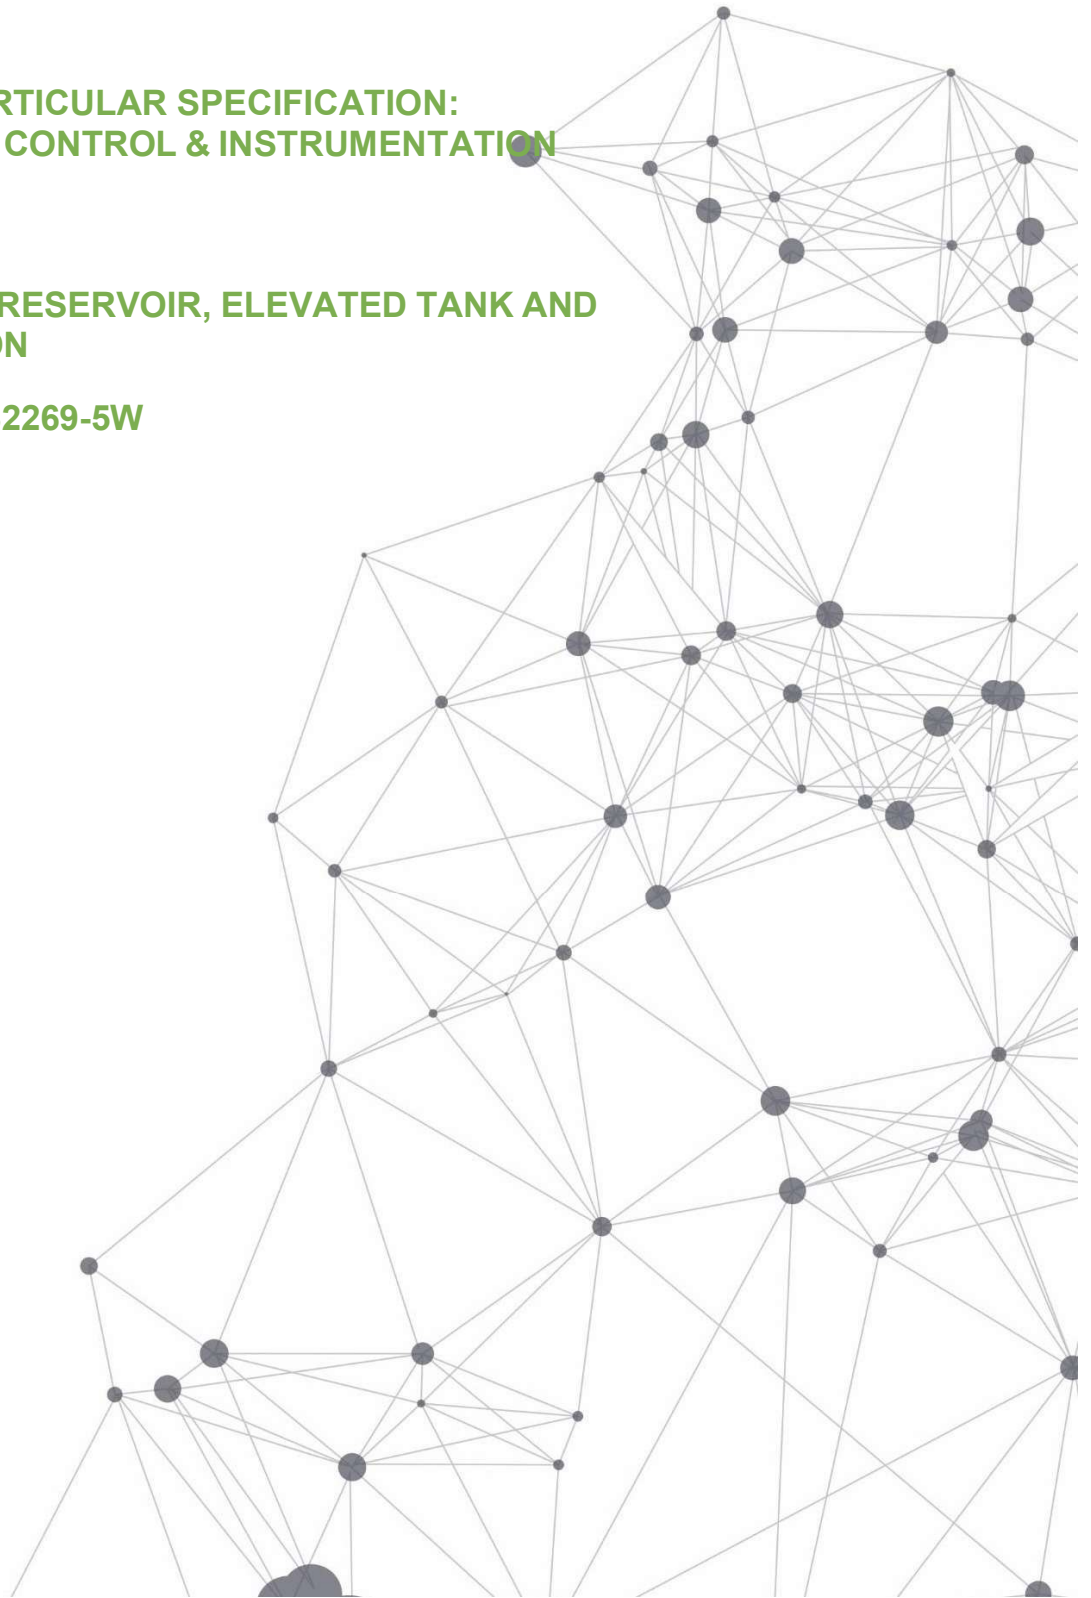 RTICULAR SPECIFICATION:
CONTROL & INSTRUMENTATION
RESERVOIR, ELEVATED TANK AND
ON
2269-5W